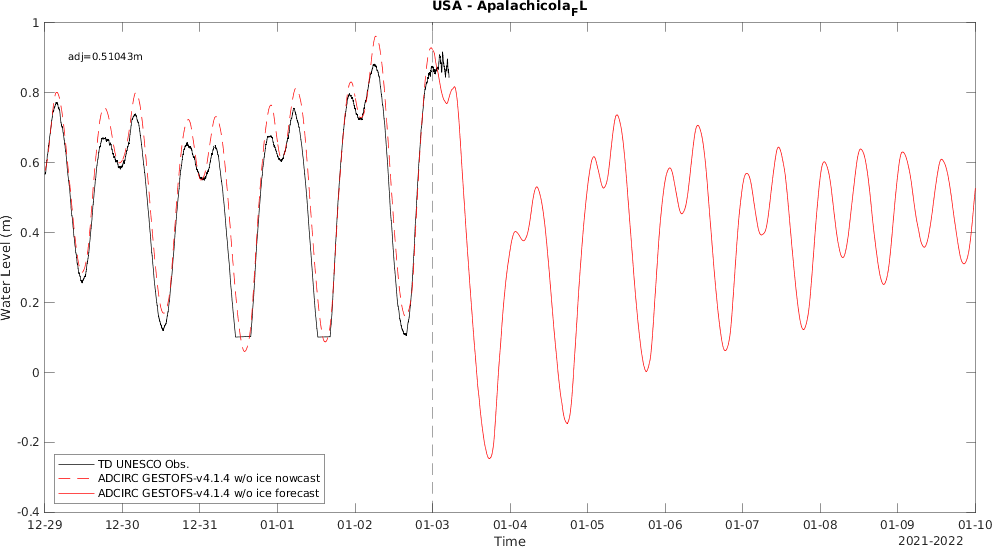 USA - Apalachicola_FL
adj=0.51043m
1
0.8
0.6
0.4
0.2
0
-0.2
-0.4
Water Level (m)
TD UNESCO Obs.
ADCIRC GESTOFS-v4.1.4 w/o ice nowcast
ADCIRC GESTOFS-v4.1.4 w/o ice forecast
12-29 12-30 12-31 01-01 01-02 01-03 01-04 01-05 01-06 01-07 01-08 01-09 01-10
Time
2021-2022